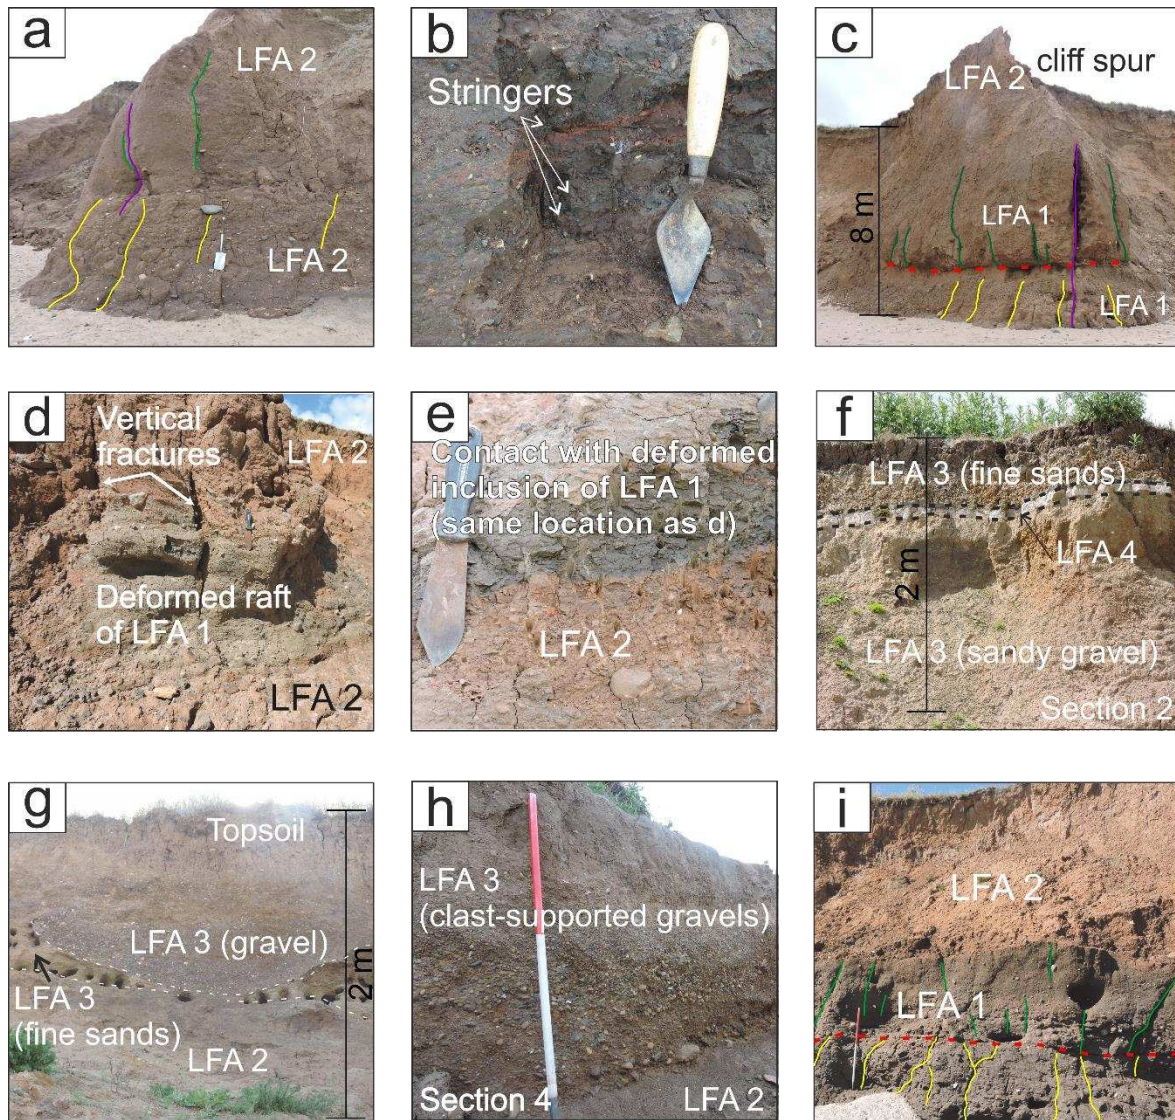 a
LFA 2
LFA 2
b
Stringers
c
LFA 2
cliff spur
8 m
LFA 1
LFA 1
d
Vertical
fractures
LFA 2
Deformed raft
of LFA 1
LFA 2
e
Contact with deformed
inclusion of LFA 1
(same location as d)
LFA 2
f
LFA 3 (fine sands)
LFA 4
2 m
LFA 3 (sandy gravel)
Section 2
g
Topsoil
LFA 3 (gravel)
2 m
LFA 3
(fine sands)
LFA 2
h
LFA 3
(clast-supported gravels)
Section 4
LFA 2
i
LFA 2
LFA 1